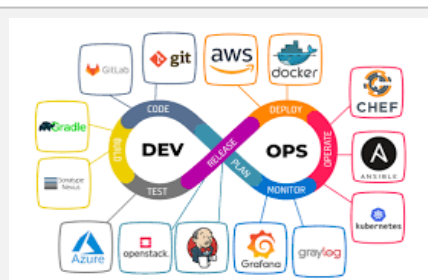 GitLab
git
aws
docker
CHEF
Gradle
CODE
DEPLOY
BUILD
DEV
RELEASE
PLAN
OPS
OPERATE
ANSIBLE
sonatype
Nexus
TEST
MONITOR
kubernetes
Azure
openstack.
Grafana
graylog